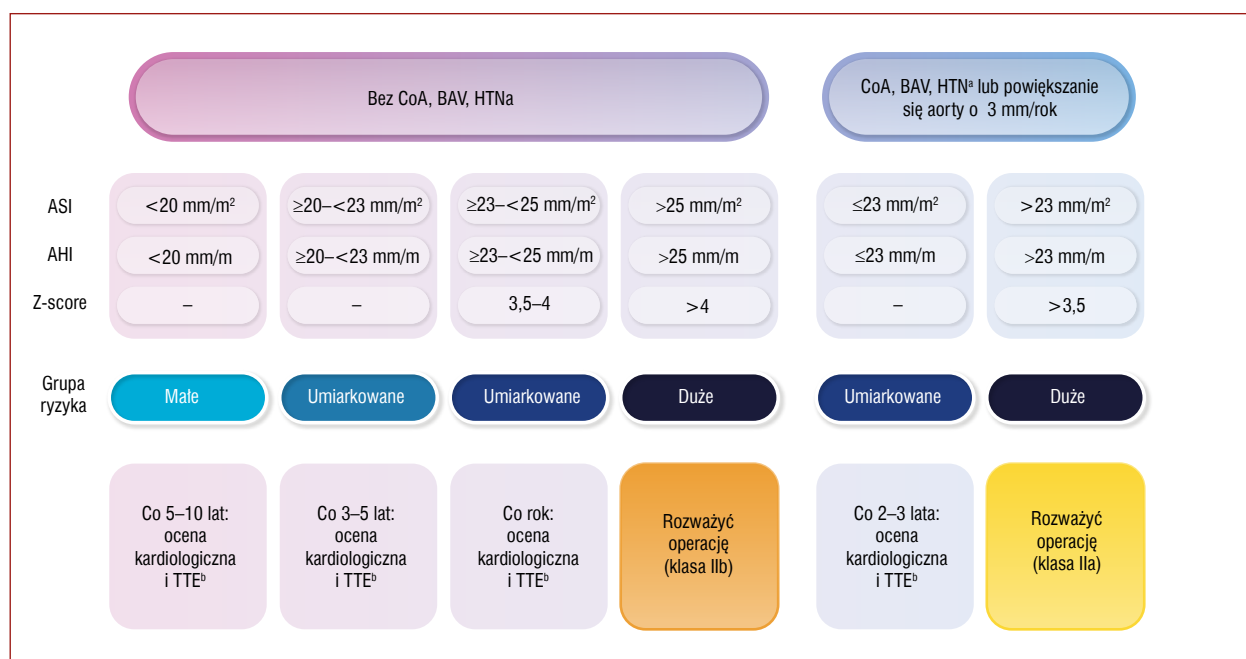 Bez CoA, BAV, HTNa
CoA, BAV, HTNᵃ lub powiększanie
się aorty o 3 mm/rok
ASI
<20 mm/m²
≥20–<23 mm/m²
≥23–<25 mm/m²
>25 mm/m²
≤23 mm/m²
>23 mm/m²
AHI
<20 mm/m
≥20–<23 mm/m
≥23–<25 mm/m
>25 mm/m
≤23 mm/m
>23 mm/m
Z-score
–
–
3,5–4
>4
–
>3,5
Grupa
ryzyka
Małe
Umiarkowane
Umiarkowane
Duże
Umiarkowane
Duże
Co 5–10 lat:
ocena
kardiologiczna
i TTEᵇ
Co 3–5 lat:
ocena
kardiologiczna
i TTEᵇ
Co rok:
ocena
kardiologiczna
i TTEᵇ
Rozważyć
operację
(klasa IIb)
Co 2–3 lata:
ocena
kardiologiczna
i TTEᵇ
Rozważyć
operację
(klasa IIa)